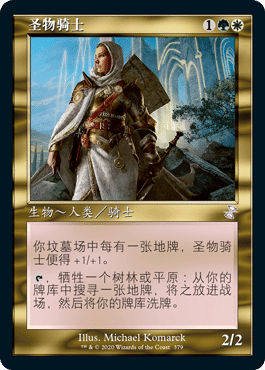 圣物骑士 1
生物～人类／骑士
你坟墓场中每有一张地牌，圣物骑
士便得 +1/+1。
，牺牲一个树林或平原：从你的
牌库中搜寻一张地牌，将之放进战
场，然后将你的牌库洗牌。
Illus. Michael Komarck
2/2
™ & © 2020 Wizards of the Coast 379